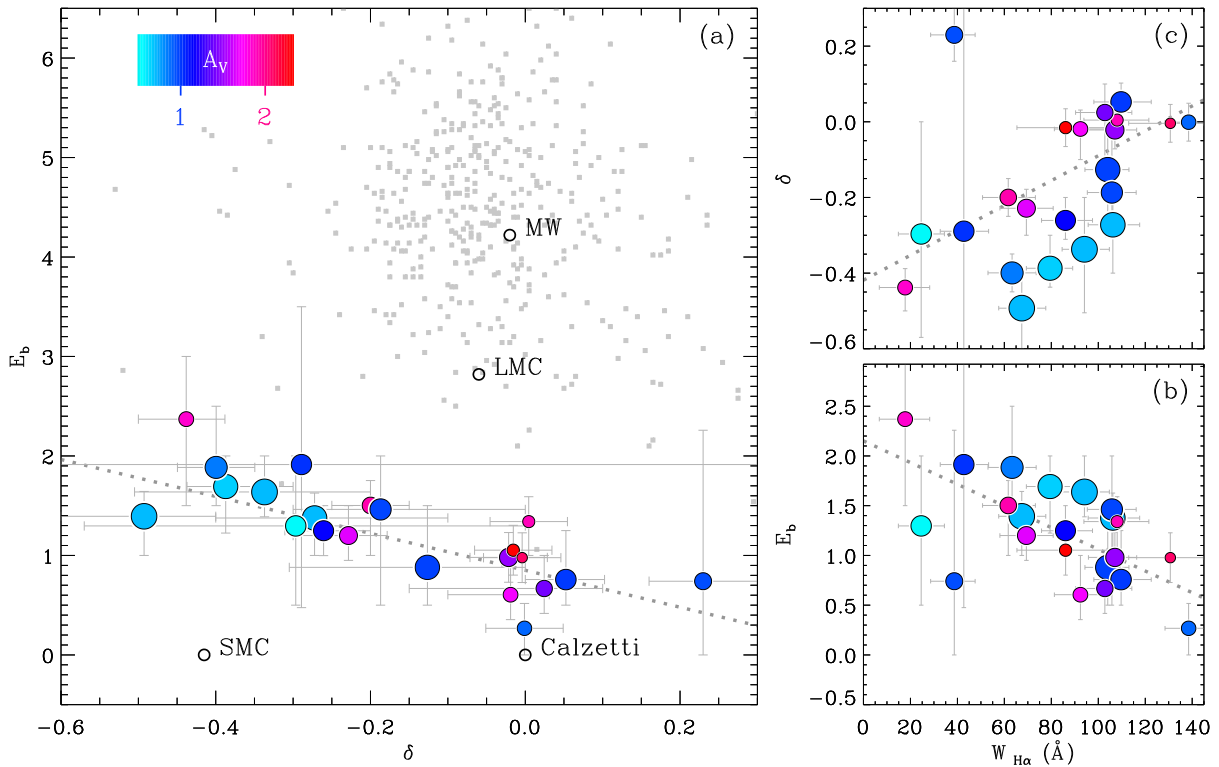 (a)
A_V
1 2
6
5
4
3
2
1
0
E_b
MW
LMC
SMC
Calzetti
-0.6 -0.4 -0.2 0.0 0.2
δ
(c)
0.2
0.0
-0.2
-0.4
-0.6
δ
(b)
2.5
2.0
1.5
1.0
0.5
0.0
-0.5
E_b
0 20 40 60 80 100 120 140
W_Hα (Å)